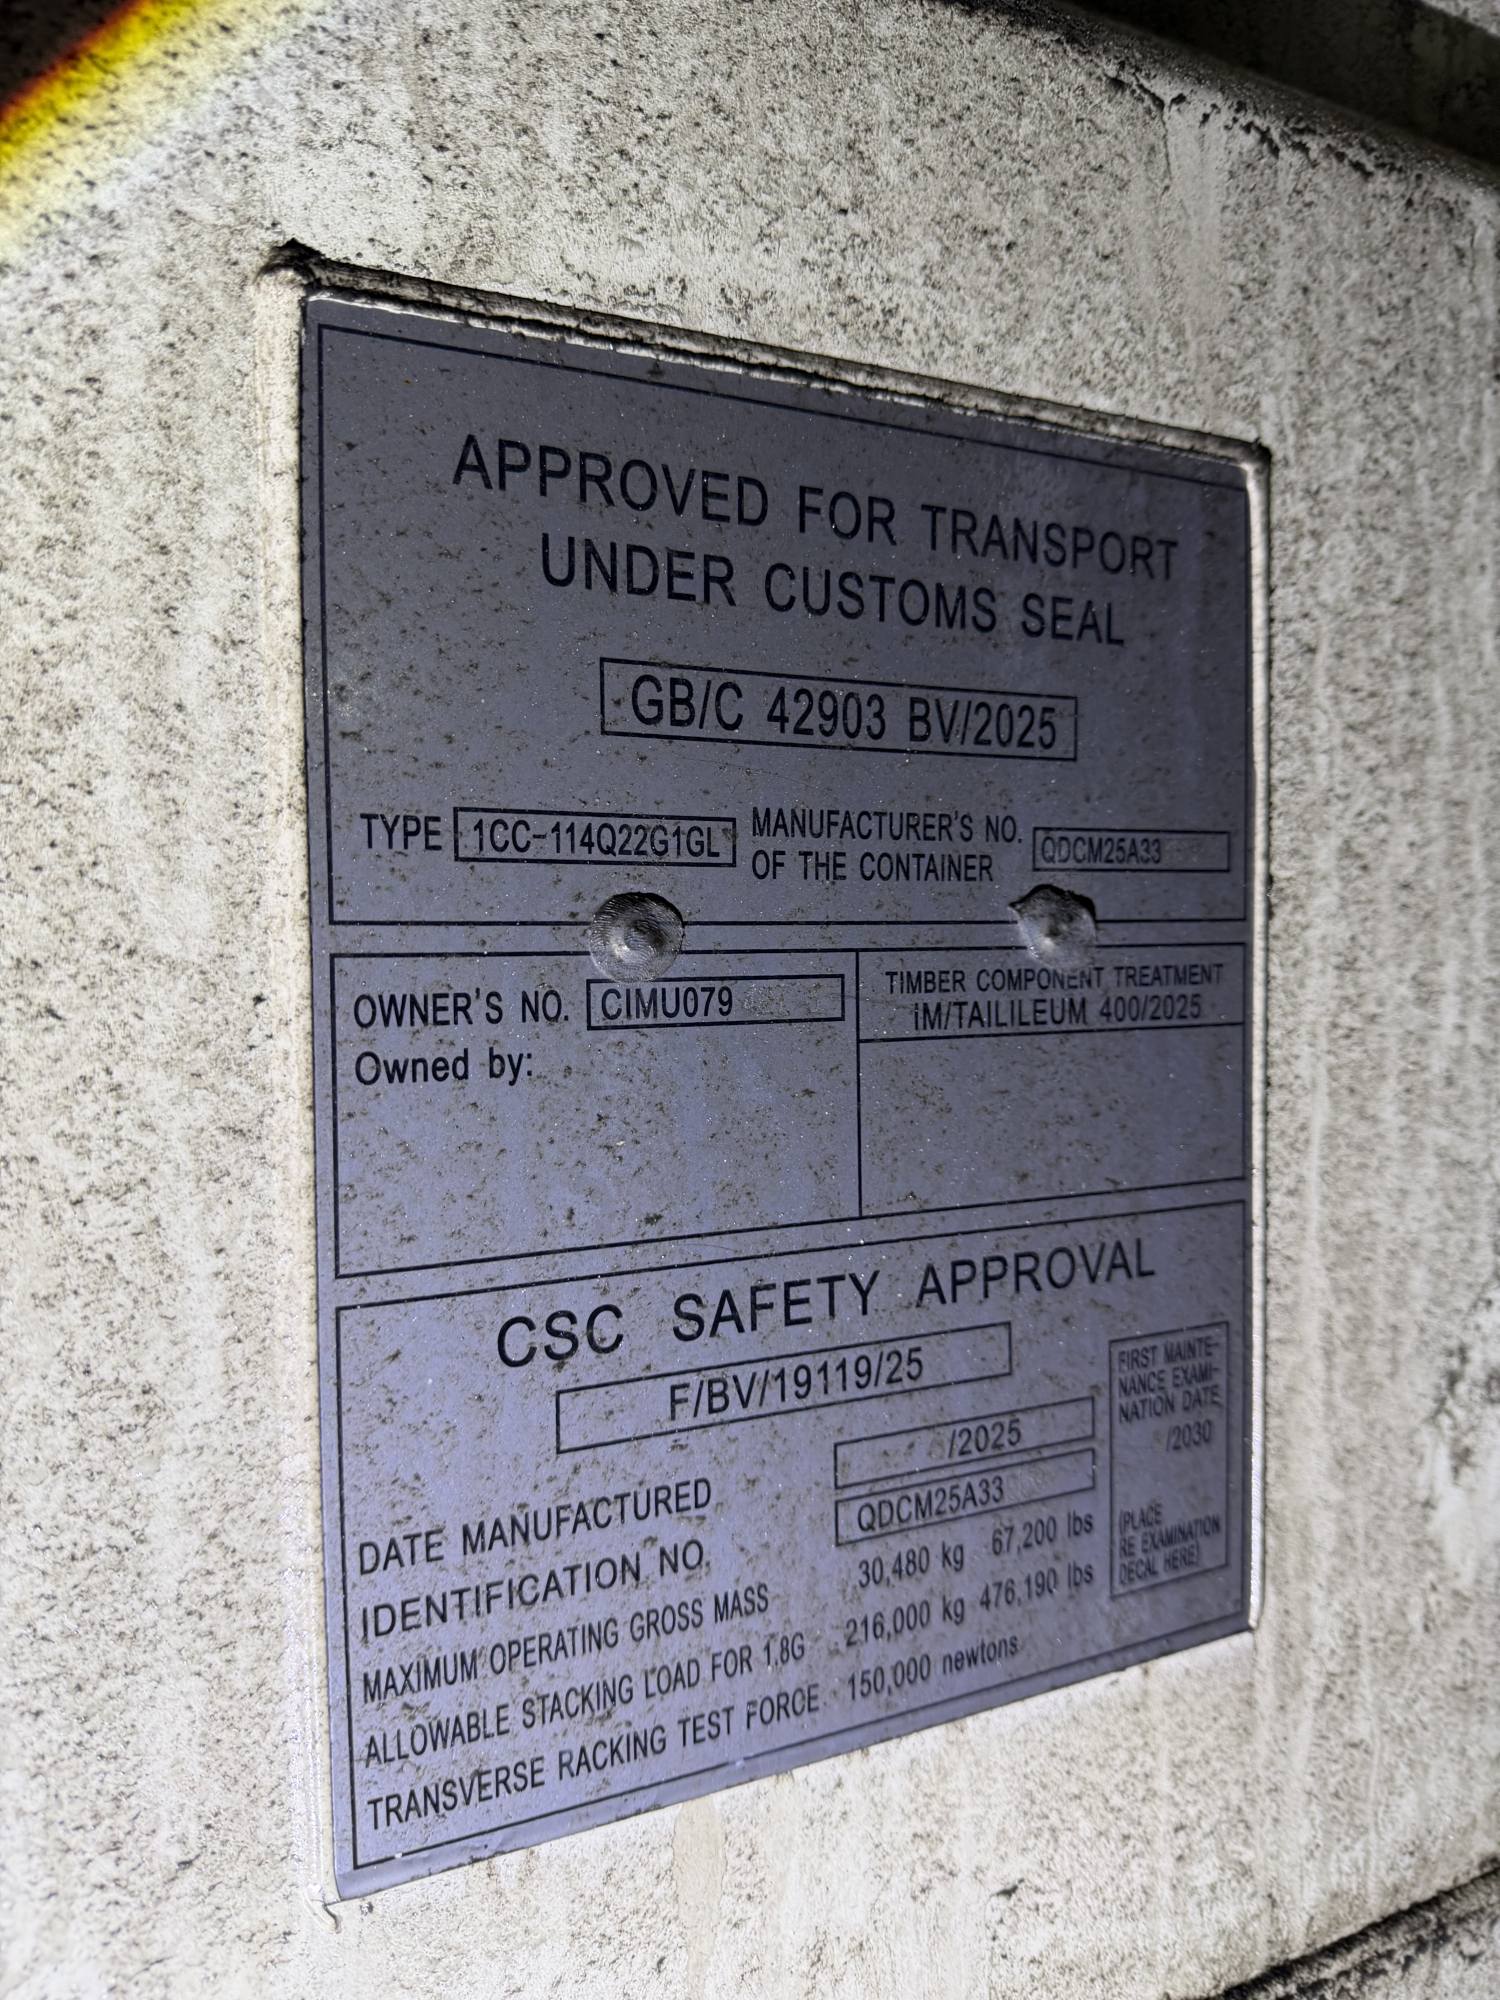 APPROVED FOR TRANSPORT
UNDER CUSTOMS SEAL
GB/C 42903 BV/2025
TYPE 1CC-114Q22G1GL
MANUFACTURER'S NO.
OF THE CONTAINER
QDCM25A33
OWNER'S NO. CIMU079
Owned by:
TIMBER COMPONENT TREATMENT
IM/TAILILEUM 400/2025
CSC SAFETY APPROVAL
F/BV/19119/25
DATE MANUFACTURED /2025
IDENTIFICATION NO. QDCM25A33
MAXIMUM OPERATING GROSS MASS 30,480 kg 67,200 lbs
ALLOWABLE STACKING LOAD FOR 1.8G 216,000 kg 476,190 lbs
TRANSVERSE RACKING TEST FORCE 150,000 newtons
FIRST MAINTE-
NANCE EXAMI-
NATION DATE
/2030
(PLACE
RE EXAMINATION
DECAL HERE)